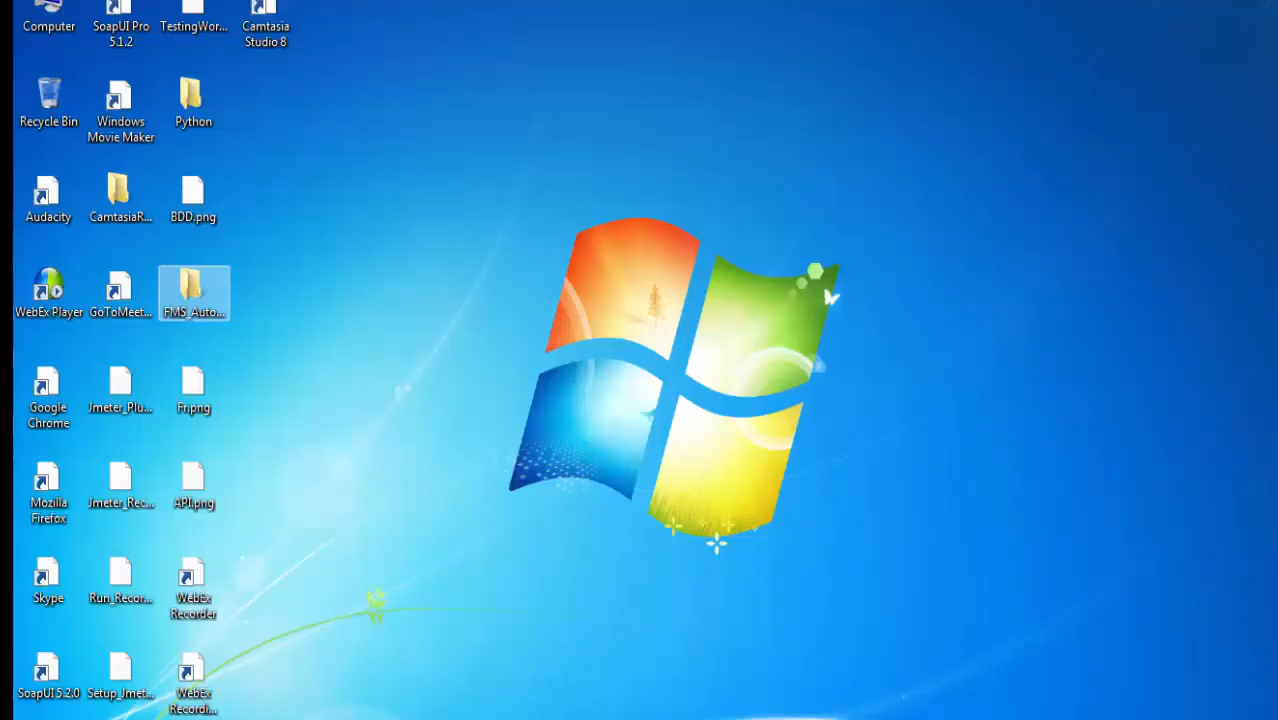 Computer
SoapUI Pro
5.1.2
TestingWor...
Camtasia
Studio 8
Recycle Bin
Windows
Movie Maker
Python
Audacity
CamtasiaR...
BDD.png
WebEx Player
GoToMeet...
FMS_Auto...
Google
Chrome
Jmeter_Plu...
Fr.png
Mozilla
Firefox
Jmeter_Rec...
API.png
Skype
Run_Recor...
WebEx
Recorder
SoapUI 5.2.0
Setup_Jmet...
WebEx
Recordi...